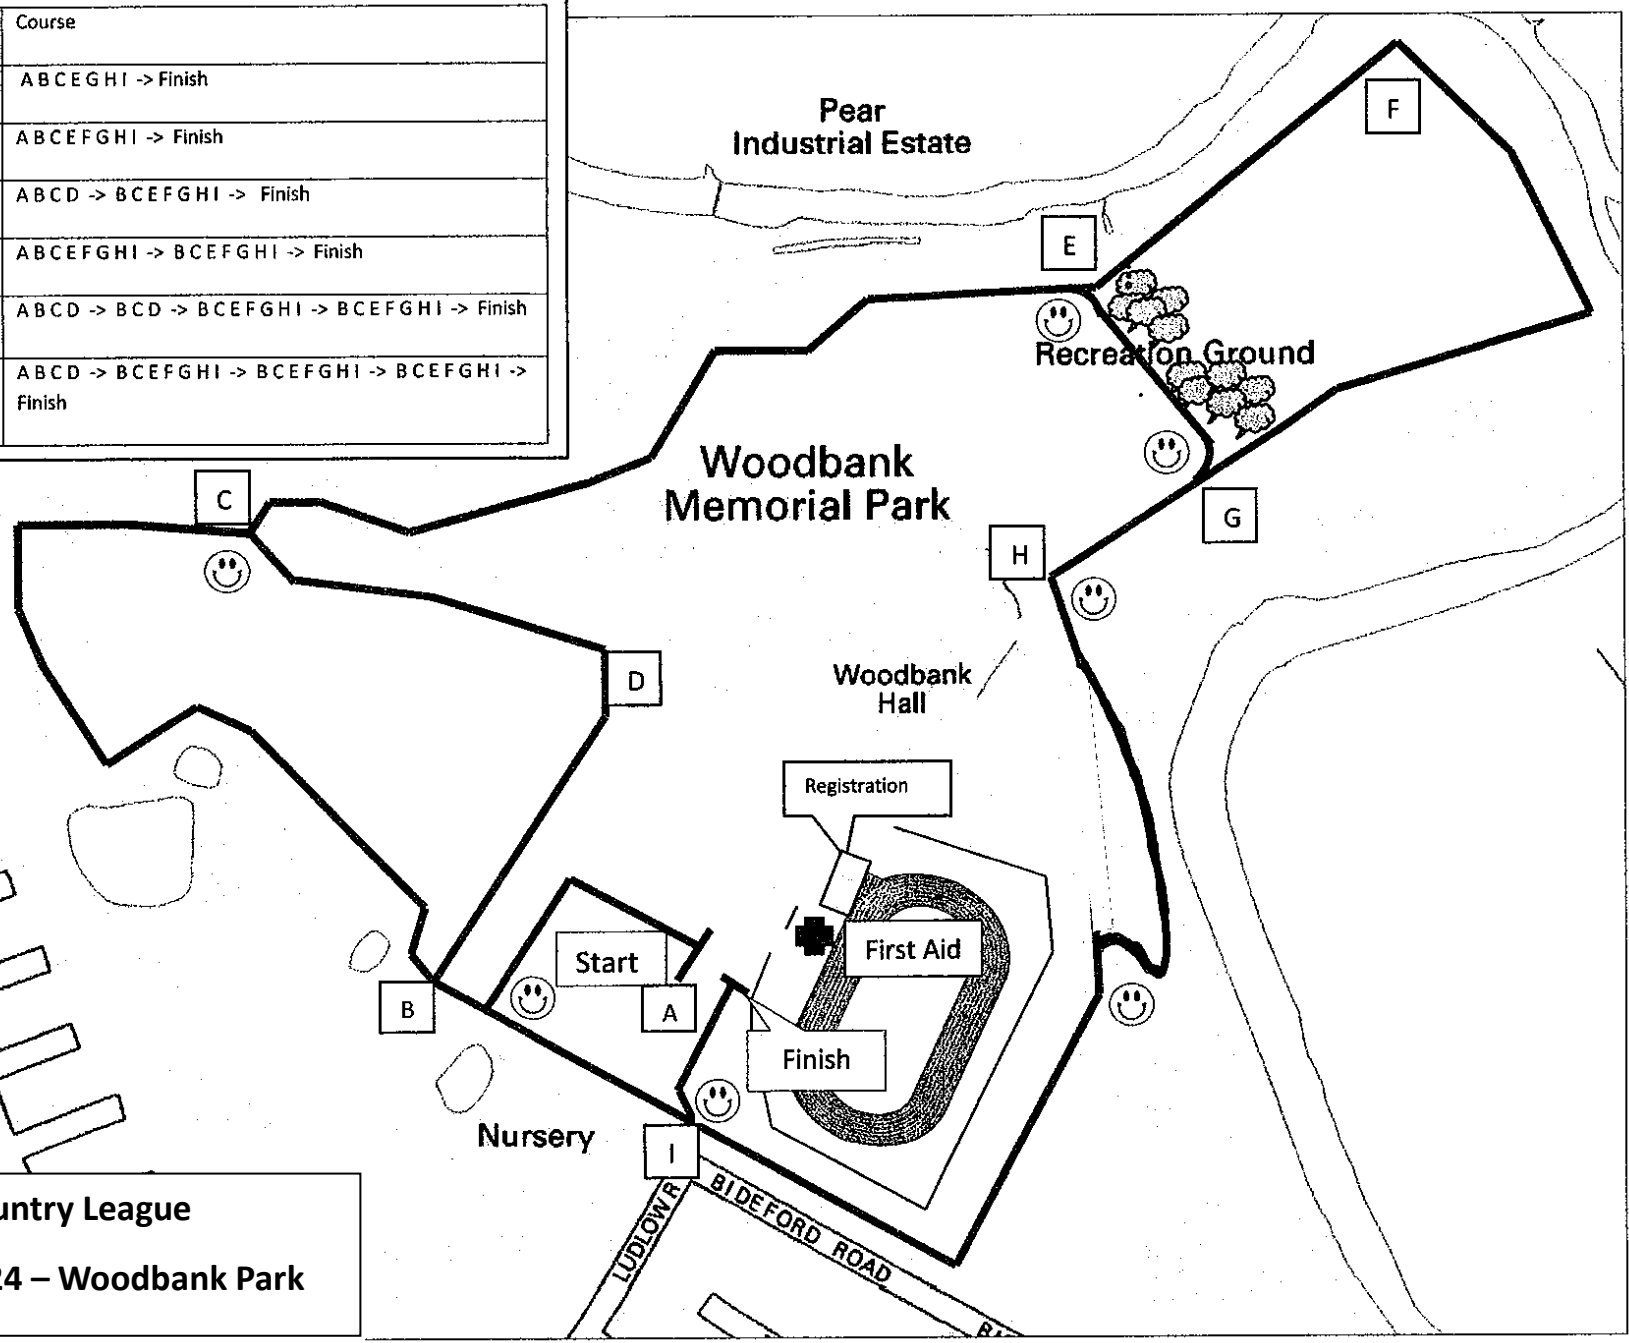 Course
A B C E G H I -> Finish
A B C E F G H I -> Finish
A B C D -> B C E F G H I -> Finish
A B C E F G H I -> B C E F G H I -> Finish
A B C D -> B C D -> B C E F G H I -> B C E F G H I -> Finish
A B C D -> B C E F G H I -> B C E F G H I -> B C E F G H I ->
Finish
Pear
Industrial Estate
F
E
Recreation Ground
Woodbank
Memorial Park
C
G
H
D
Woodbank
Hall
Registration
Start
First Aid
B
A
Finish
Nursery
I
LUDLOW R
BIDEFORD ROAD
untry League
24 – Woodbank Park